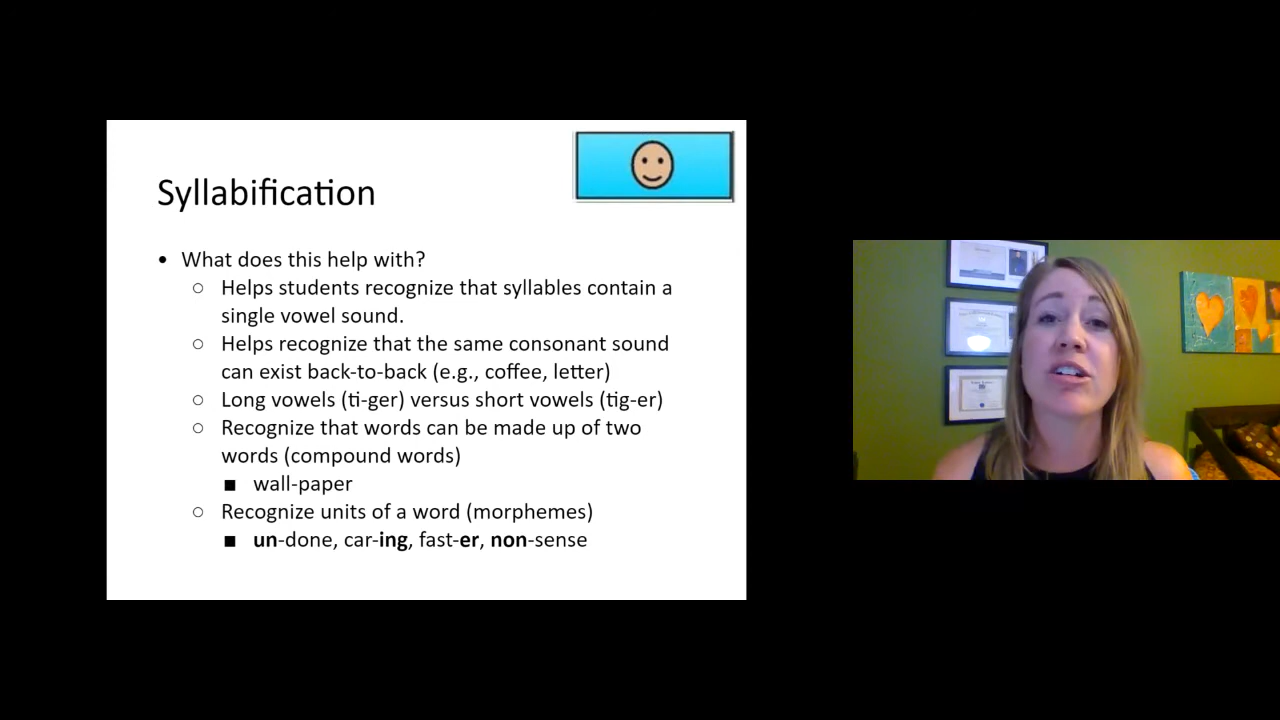 Syllabification
• What does this help with?
○ Helps students recognize that syllables contain a
single vowel sound.
○ Helps recognize that the same consonant sound
can exist back-to-back (e.g., coffee, letter)
○ Long vowels (ti-ger) versus short vowels (tig-er)
○ Recognize that words can be made up of two
words (compound words)
■ wall-paper
○ Recognize units of a word (morphemes)
■ un-done, car-ing, fast-er, non-sense